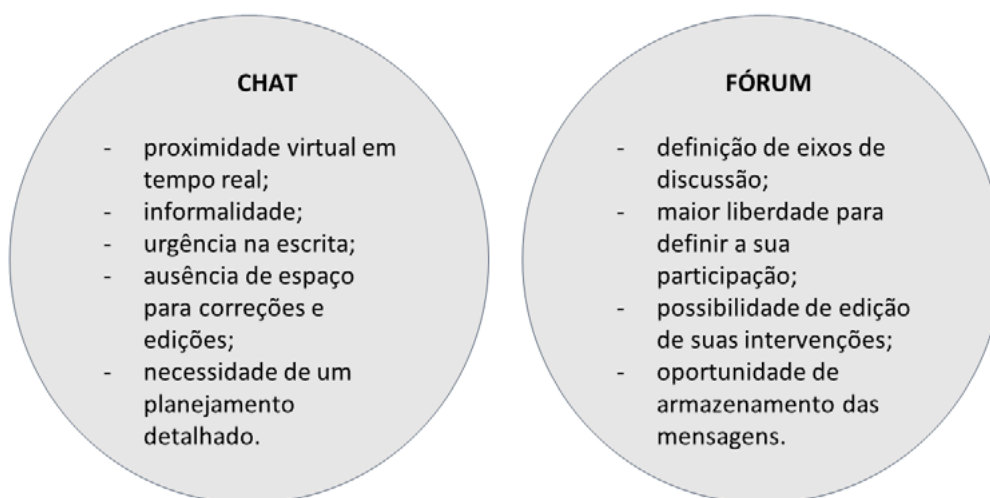 CHAT
- proximidade virtual em
tempo real;
- informalidade;
- urgência na escrita;
- ausência de espaço
para correções e
edições;
- necessidade de um
planejamento
detalhado.
FÓRUM
- definição de eixos de
discussão;
- maior liberdade para
definir a sua
participação;
- possibilidade de edição
de suas intervenções;
- oportunidade de
armazenamento das
mensagens.